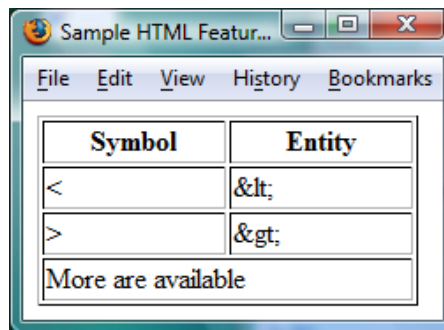 Sample HTML Featur...
File Edit View History Bookmarks
Symbol Entity
< &lt;
> &gt;
More are available